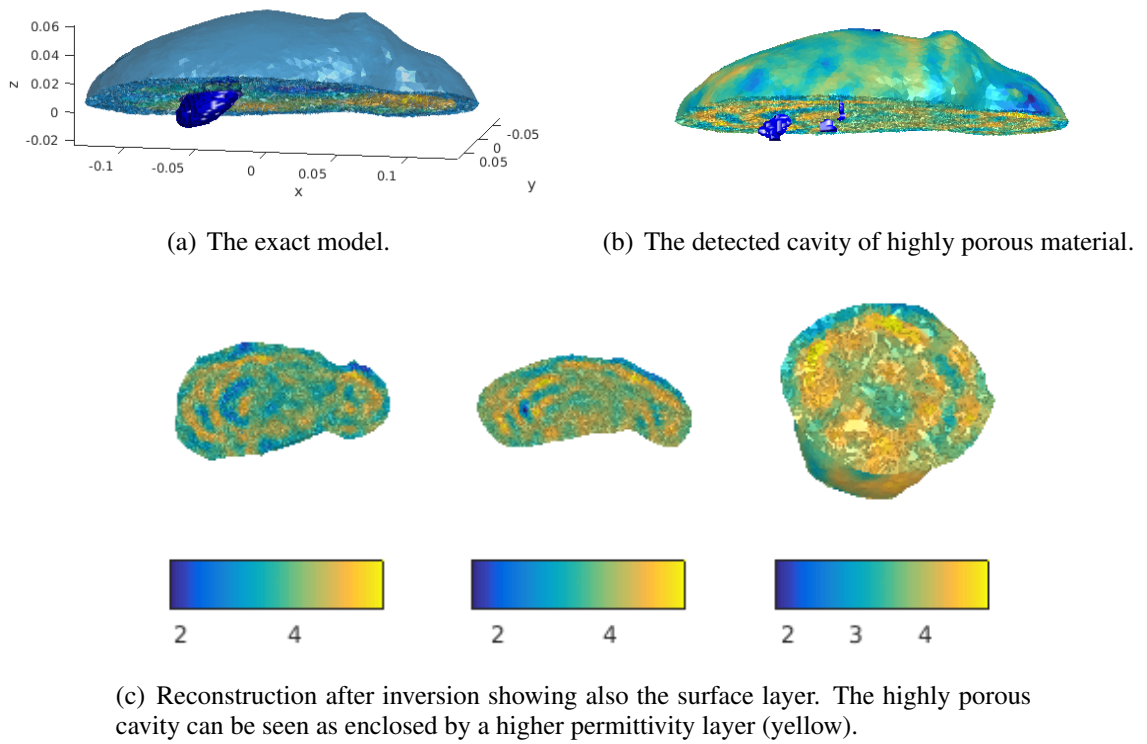 0.06
0.04
0.02
0
-0.02
z
-0.1
-0.05
0
0.05
0.1
x
-0.05
0
0.05
y
(a) The exact model.
(b) The detected cavity of highly porous material.
2 4
2 4
2 3 4
(c) Reconstruction after inversion showing also the surface layer. The highly porous
cavity can be seen as enclosed by a higher permittivity layer (yellow).